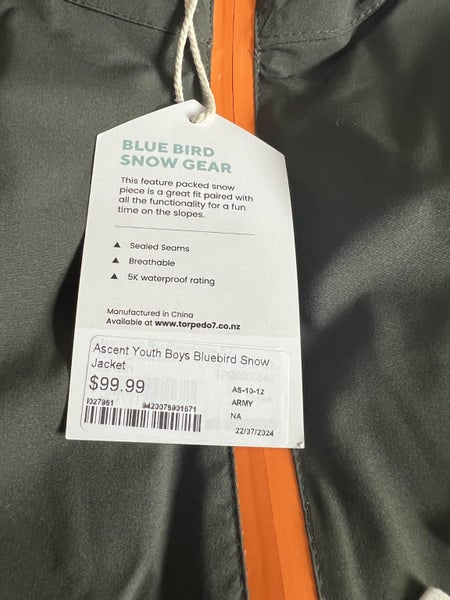 BLUE BIRD
SNOW GEAR
This feature packed snow
piece is a great fit paired with
all the functionality for a fun
time on the slopes.
▲ Sealed Seams
▲ Breathable
▲ 5K waterproof rating
Manufactured in China
Available at www.torpedo7.co.nz
Ascent Youth Boys Bluebird Snow
Jacket
$99.99
AS-10-12
ARMY
NA
I027981
9420076901671
22/07/2024